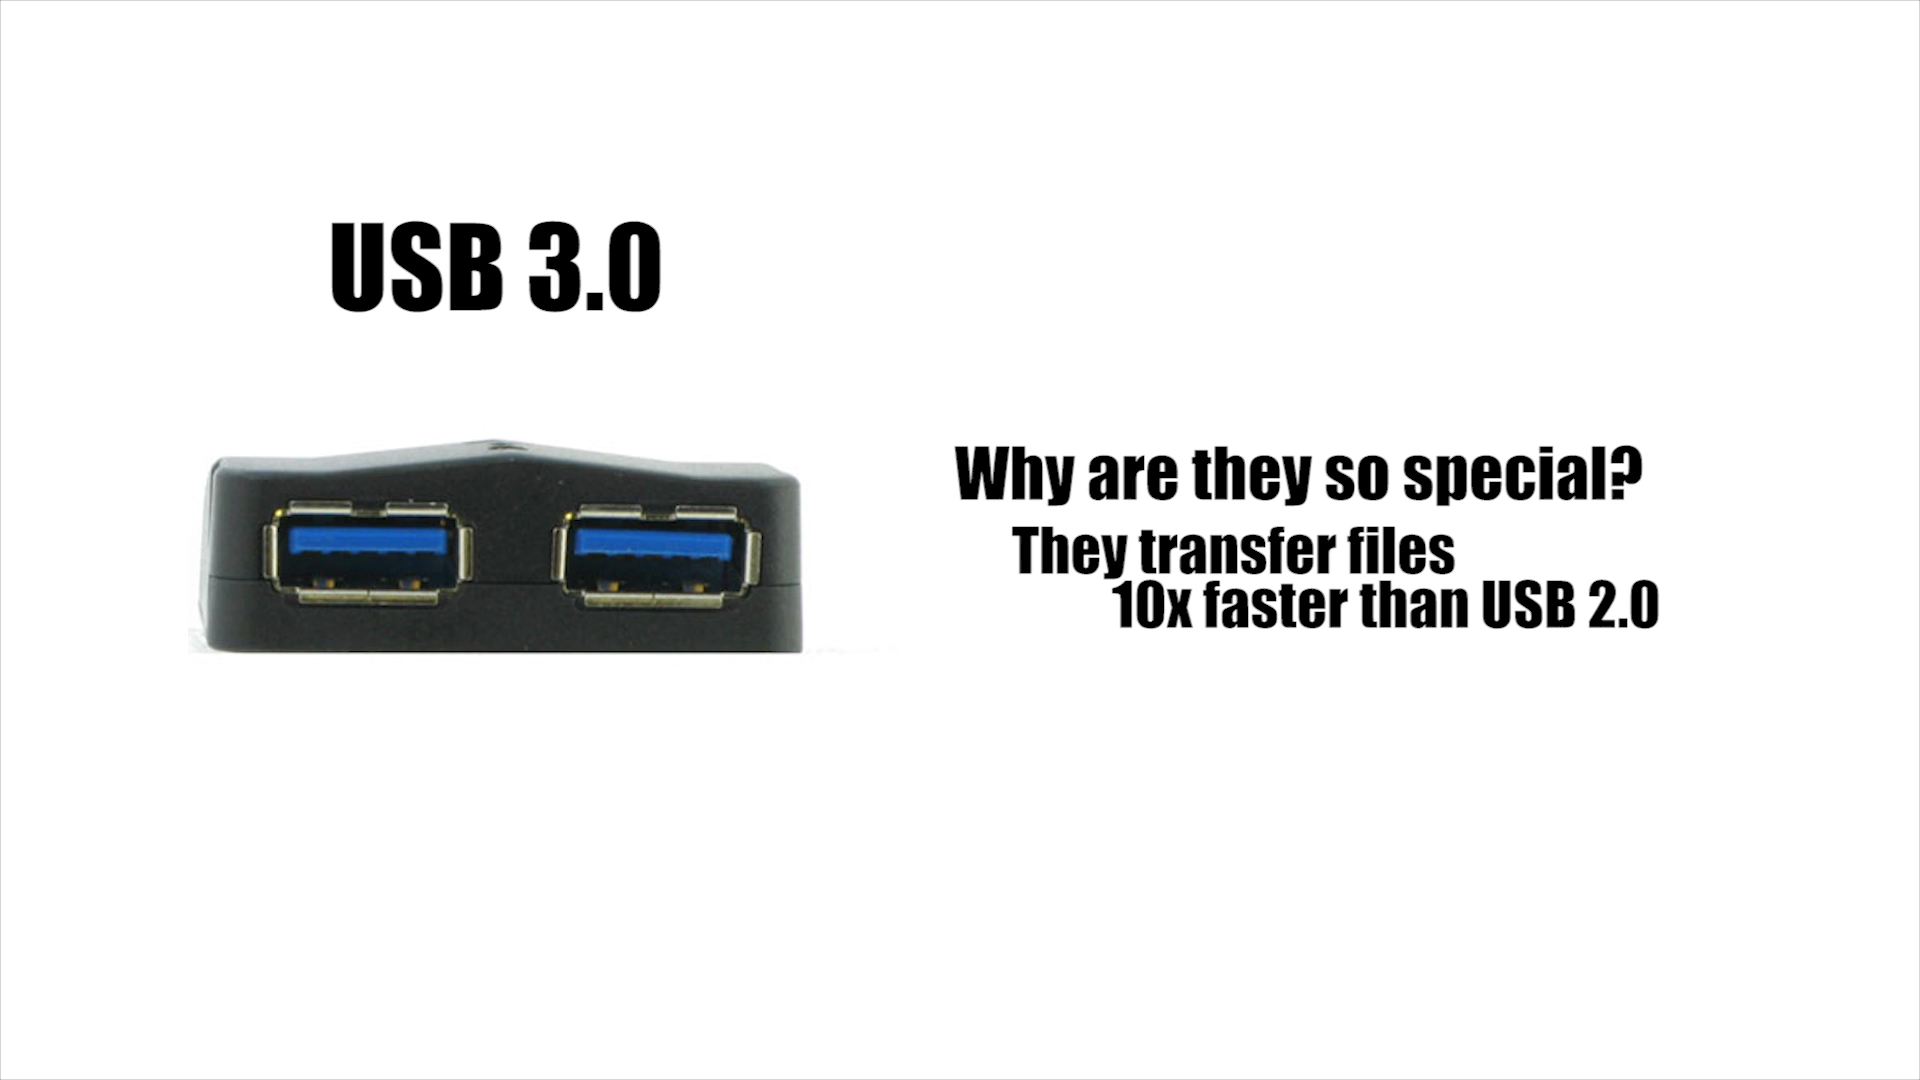 USB 3.0
Why are they so special?
They transfer files
10x faster than USB 2.0